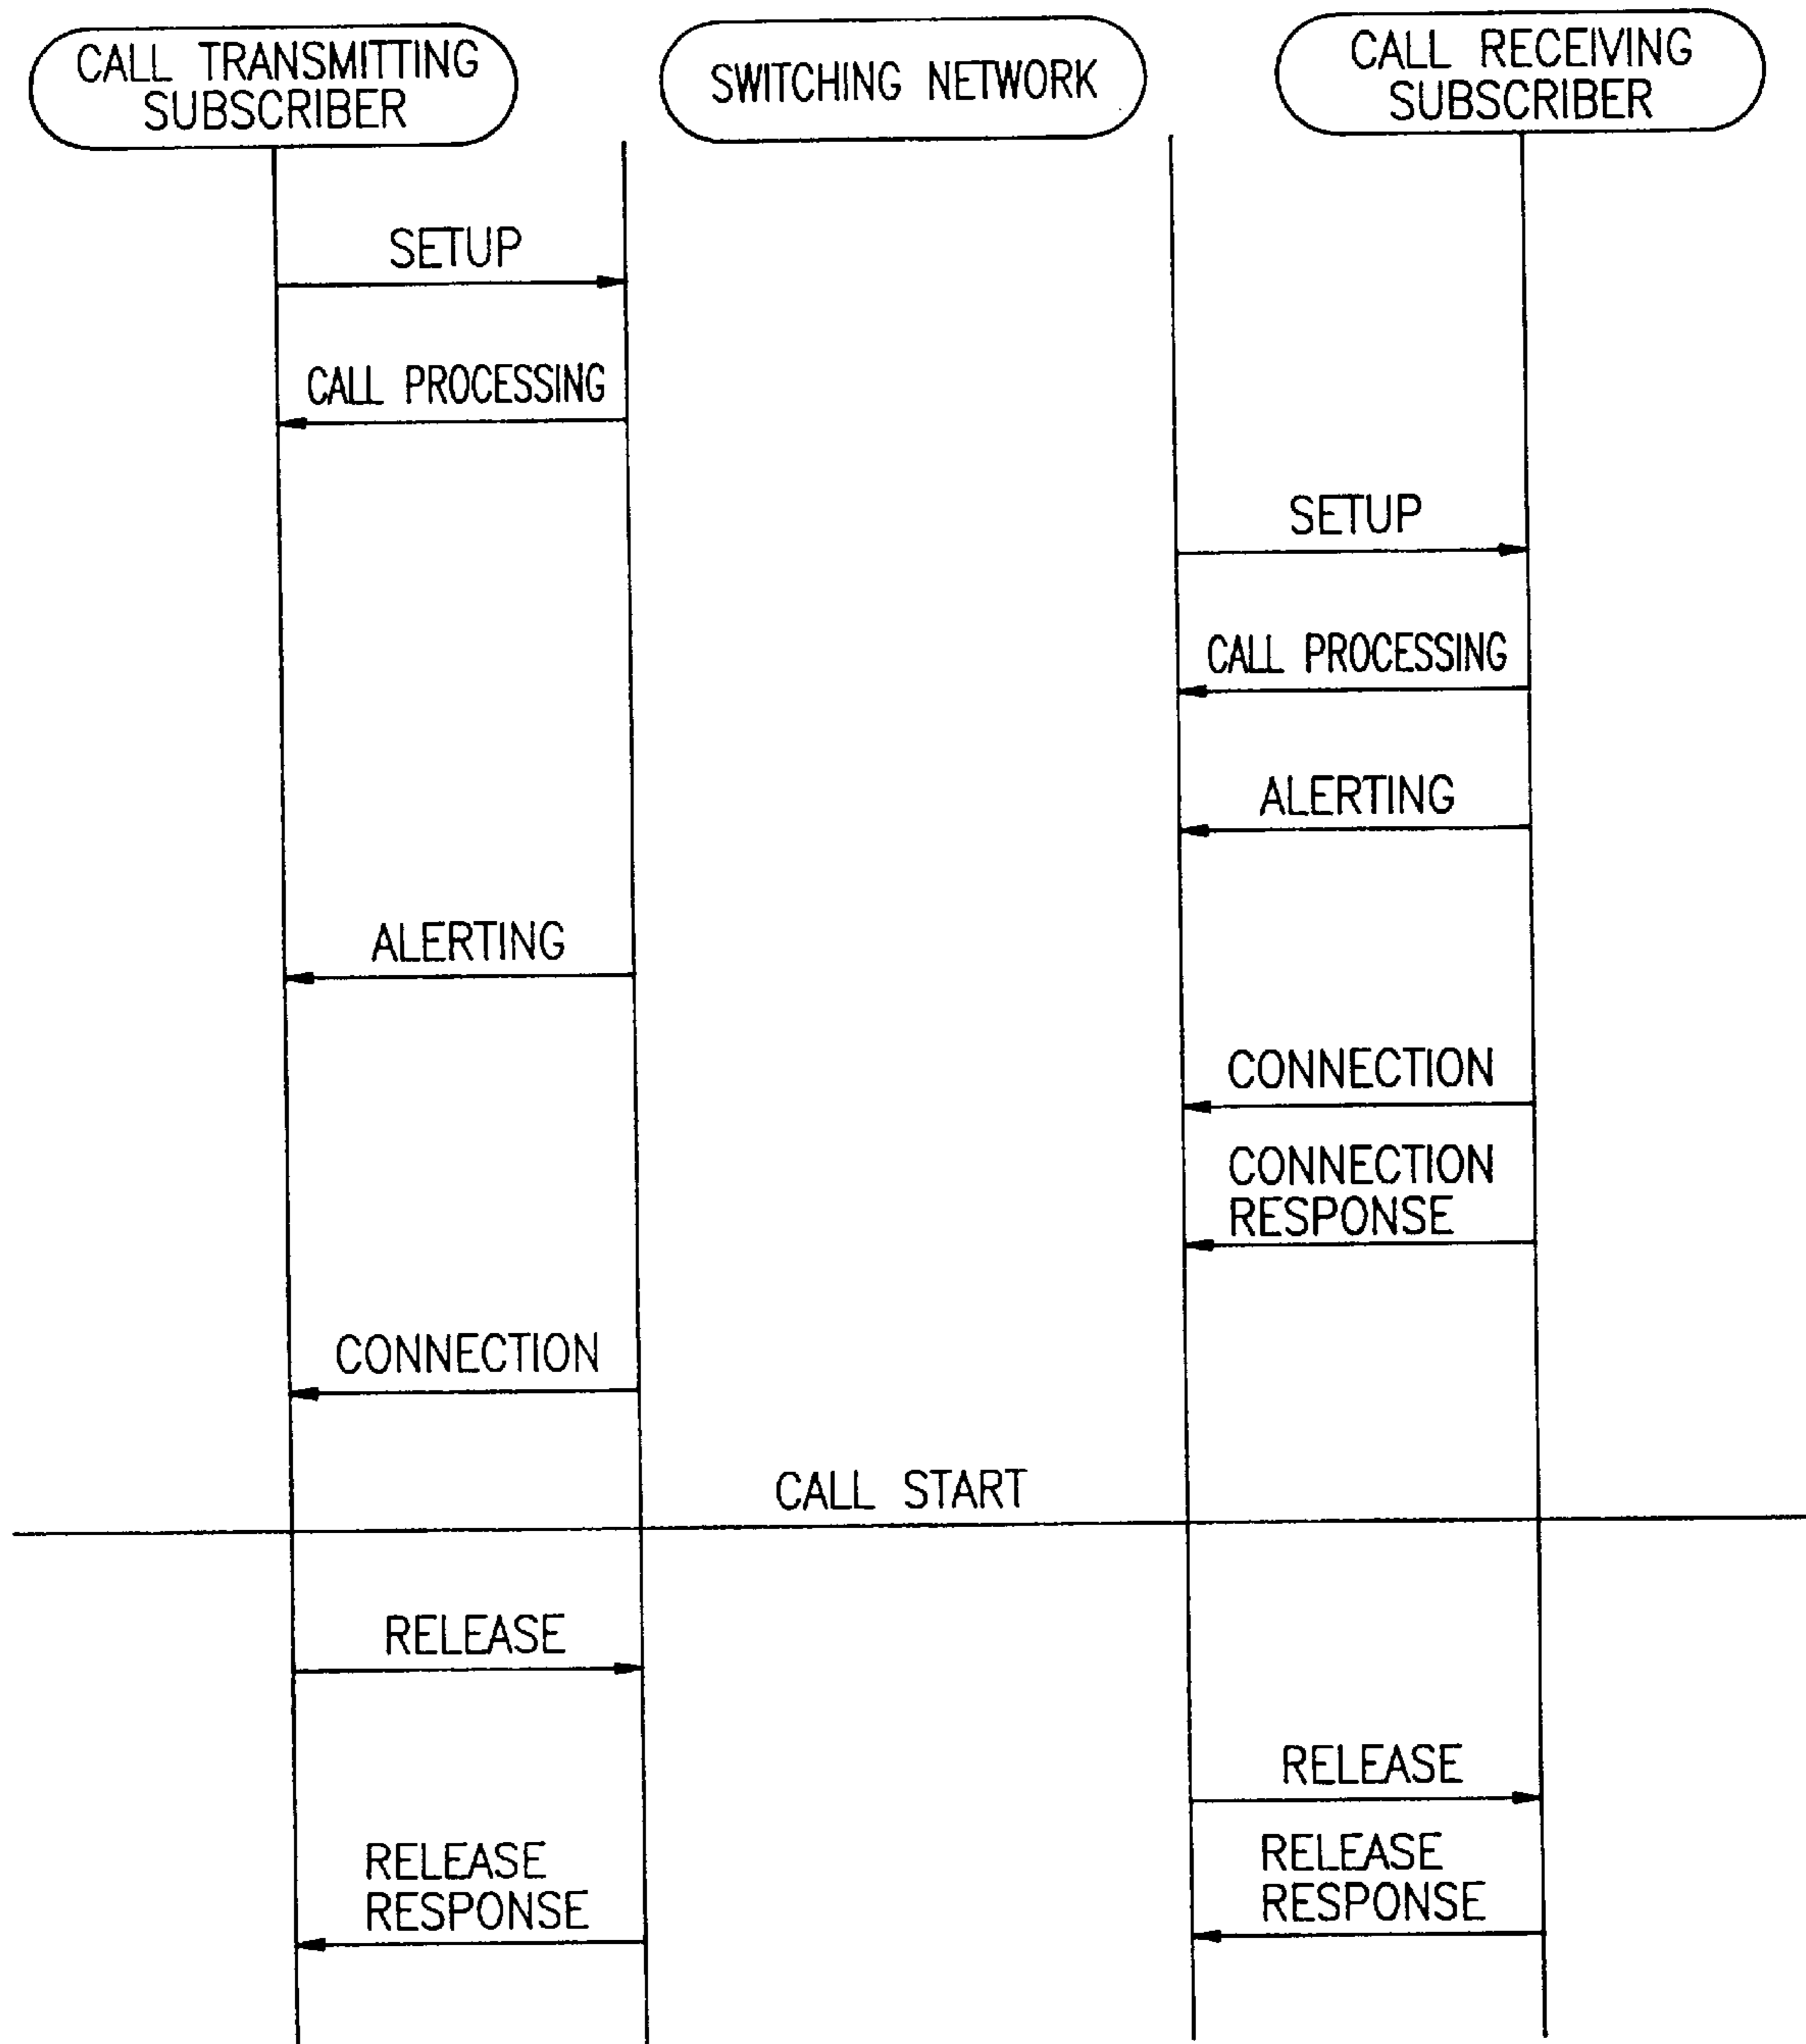 CALL TRANSMITTING
SUBSCRIBER
SWITCHING NETWORK
CALL RECEIVING
SUBSCRIBER
SETUP
CALL PROCESSING
SETUP
CALL PROCESSING
ALERTING
ALERTING
CONNECTION
CONNECTION
RESPONSE
CONNECTION
CALL START
RELEASE
RELEASE
RELEASE
RESPONSE
RELEASE
RESPONSE